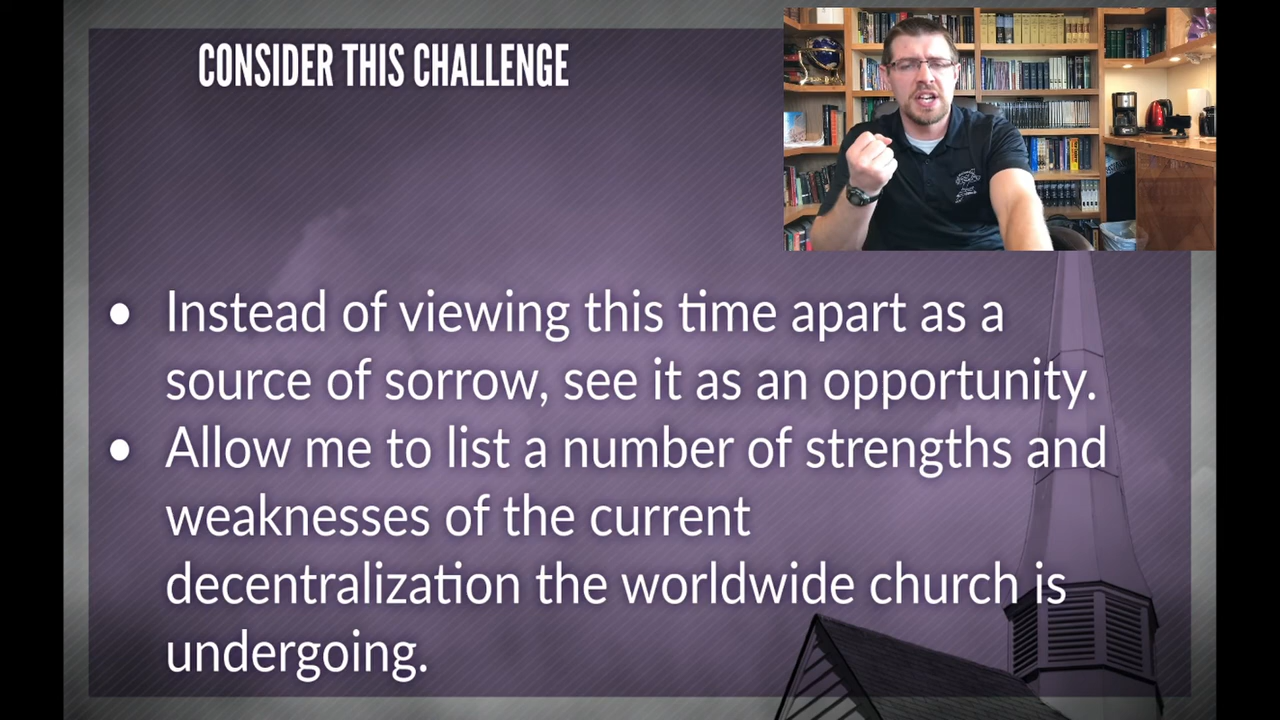 CONSIDER THIS CHALLENGE
• Instead of viewing this time apart as a
source of sorrow, see it as an opportunity.
• Allow me to list a number of strengths and
weaknesses of the current
decentralization the worldwide church is
undergoing.